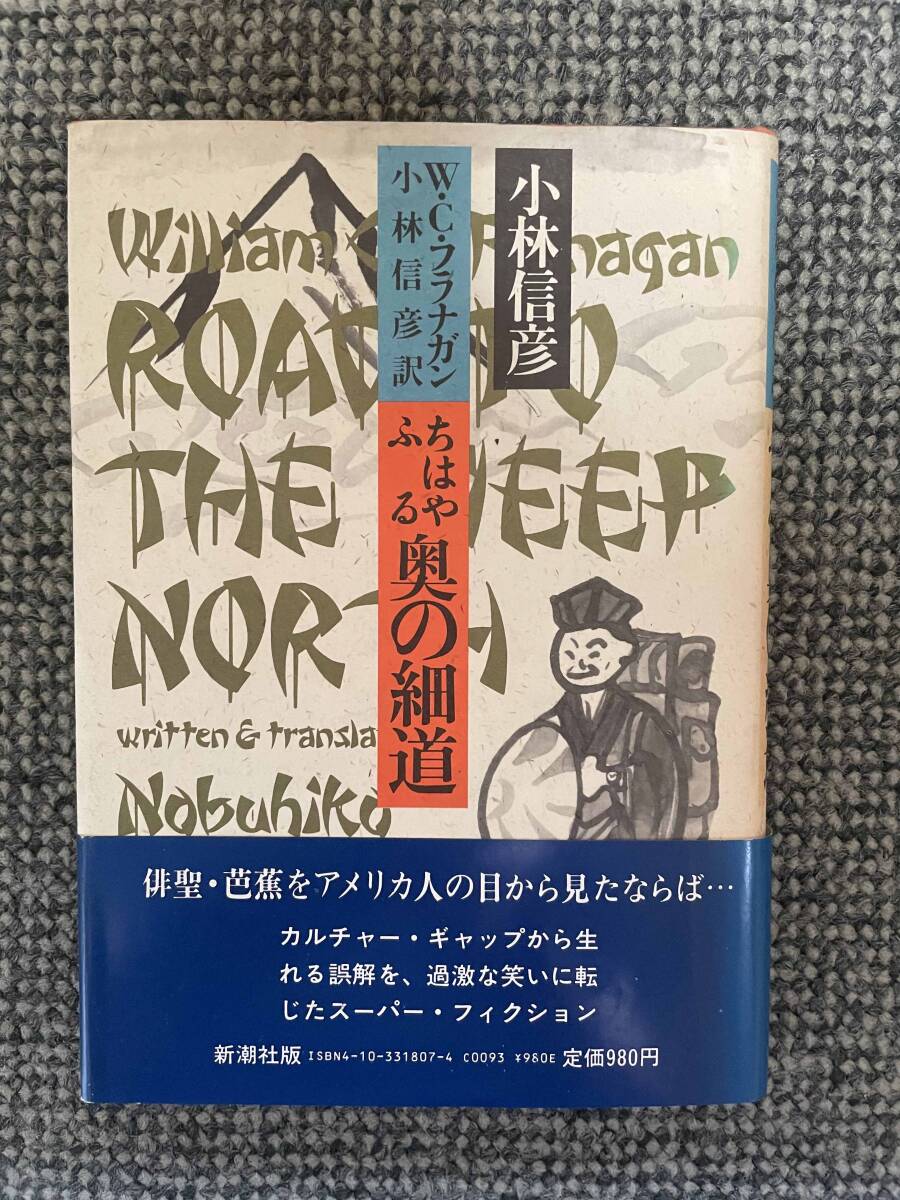 小林信彦
W・C・フラナガン
小林信彦訳
ちはや
ふる
奥の細道
William
nagan
ROAD TO
THE DEEP
NORTH
written &
Nobuhiko
俳聖・芭蕉をアメリカ人の目から見たならば…
カルチャー・ギャップから生
れる誤解を、過激な笑いに転
じたスーパー・フィクション
新潮社版 ISBN4-10-331807-4 C0093 ¥980E 定価980円